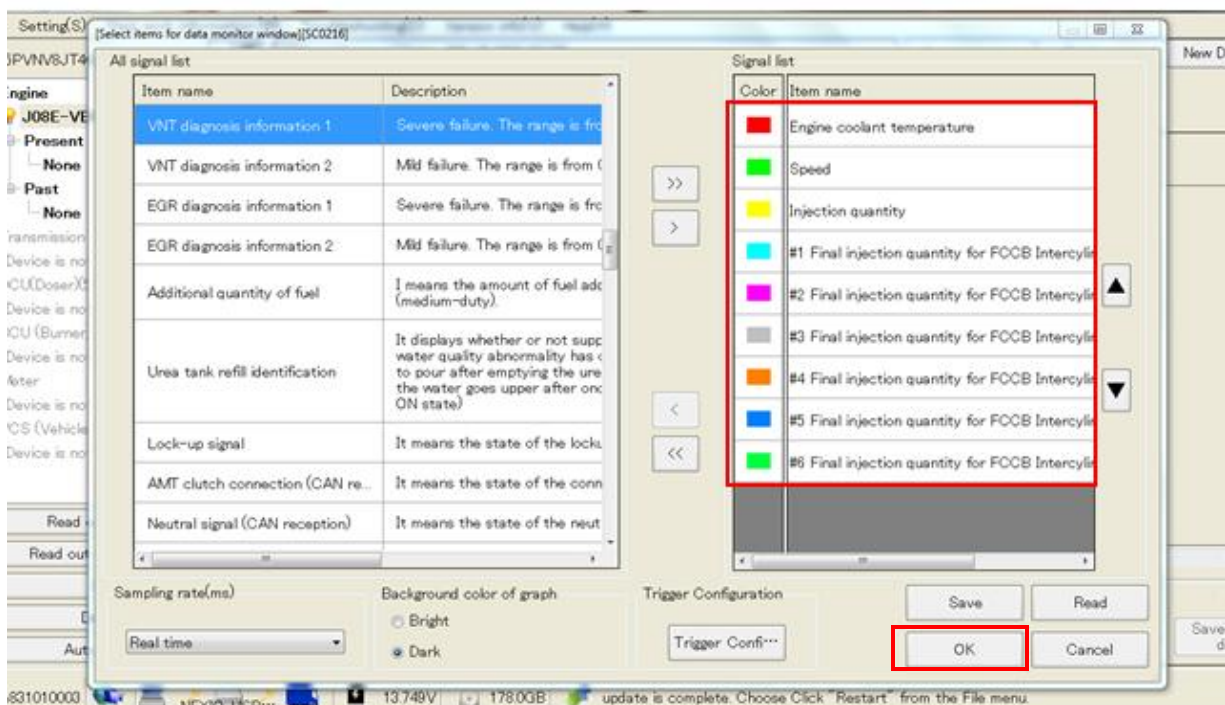 Setting(S)
[Select items for data monitor window][SC0216]
New D
All signal list
Signal list
Item name
Description
Color
Item name
VNT diagnosis information 1
Severe failure. The range is fro
VNT diagnosis information 2
Mild failure. The range is from (
EGR diagnosis information 1
Severe failure. The range is fro
EGR diagnosis information 2
Mild failure. The range is from (
Additional quantity of fuel
I means the amount of fuel add
(medium-duty).
Urea tank refill identification
It displays whether or not supp
water quality abnormality has
to pour after emptying the ure
the water goes upper after onc
ON state)
Lock-up signal
It means the state of the locku
AMT clutch connection (CAN re...
It means the state of the conn
Neutral signal (CAN reception)
It means the state of the neut
>>
>
<
<<
Engine coolant temperature
Speed
Injection quantity
#1 Final injection quantity for FCCB Intercylin
#2 Final injection quantity for FCCB Intercylin
#3 Final injection quantity for FCCB Intercylin
#4 Final injection quantity for FCCB Intercylin
#5 Final injection quantity for FCCB Intercylin
#6 Final injection quantity for FCCB Intercylin
▲
▼
Engine
J08E-VE
Present
None
Past
None
Transmission
Device is no
DCU(Doser)
Device is no
DCU (Burner
Device is no
Meter
Device is no
VCS (Vehicle
Device is no
Read
Read out
Aut
Sampling rate(ms)
Real time
Background color of graph
Bright
Dark
Trigger Configuration
Trigger Confi…
Save
Read
OK
Cancel
Save
d
831010003
13.749V
178.0GB
update is complete. Choose Click "Restart" from the File menu.